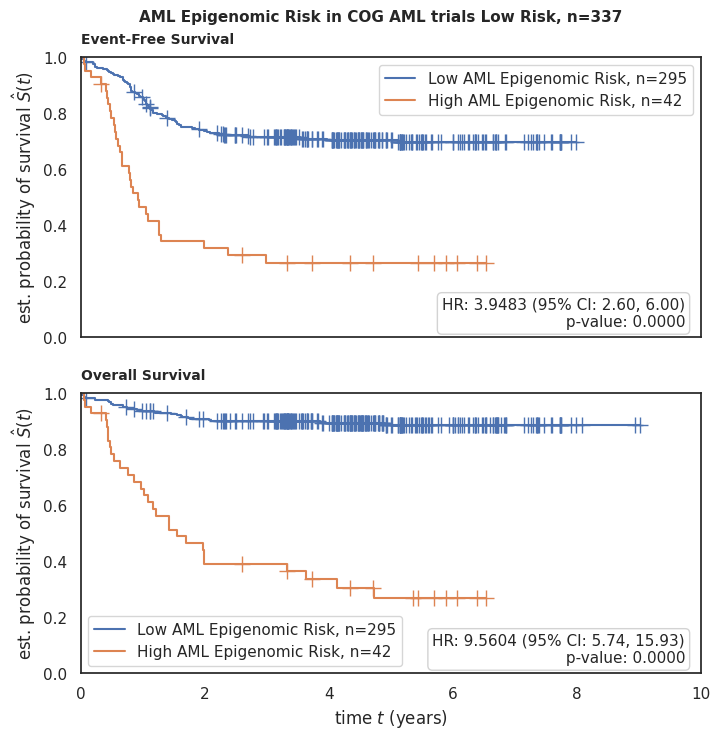 AML Epigenomic Risk in COG AML trials Low Risk, n=337
Event-Free Survival
est. probability of survival Ŝ(t)
1.0
0.8
0.6
0.4
0.2
0.0
Low AML Epigenomic Risk, n=295
High AML Epigenomic Risk, n=42
HR: 3.9483 (95% CI: 2.60, 6.00)
p-value: 0.0000
Overall Survival
est. probability of survival Ŝ(t)
1.0
0.8
0.6
0.4
0.2
0.0
Low AML Epigenomic Risk, n=295
High AML Epigenomic Risk, n=42
HR: 9.5604 (95% CI: 5.74, 15.93)
p-value: 0.0000
0 2 4 6 8 10
time t (years)